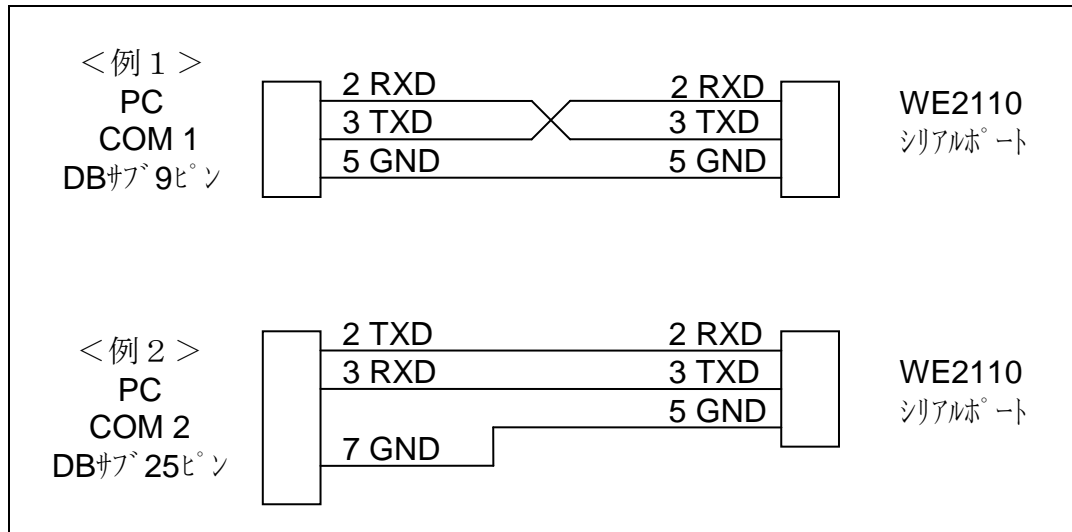 ＜例１＞
PC
COM 1
DBｻﾌﾞ9ﾋﾟﾝ
2 RXD
3 TXD
5 GND
2 RXD
3 TXD
5 GND
WE2110
ｼﾘｱﾙﾎﾟｰﾄ
＜例２＞
PC
COM 2
DBｻﾌﾞ25ﾋﾟﾝ
2 TXD
3 RXD
7 GND
2 RXD
3 TXD
5 GND
WE2110
ｼﾘｱﾙﾎﾟｰﾄ